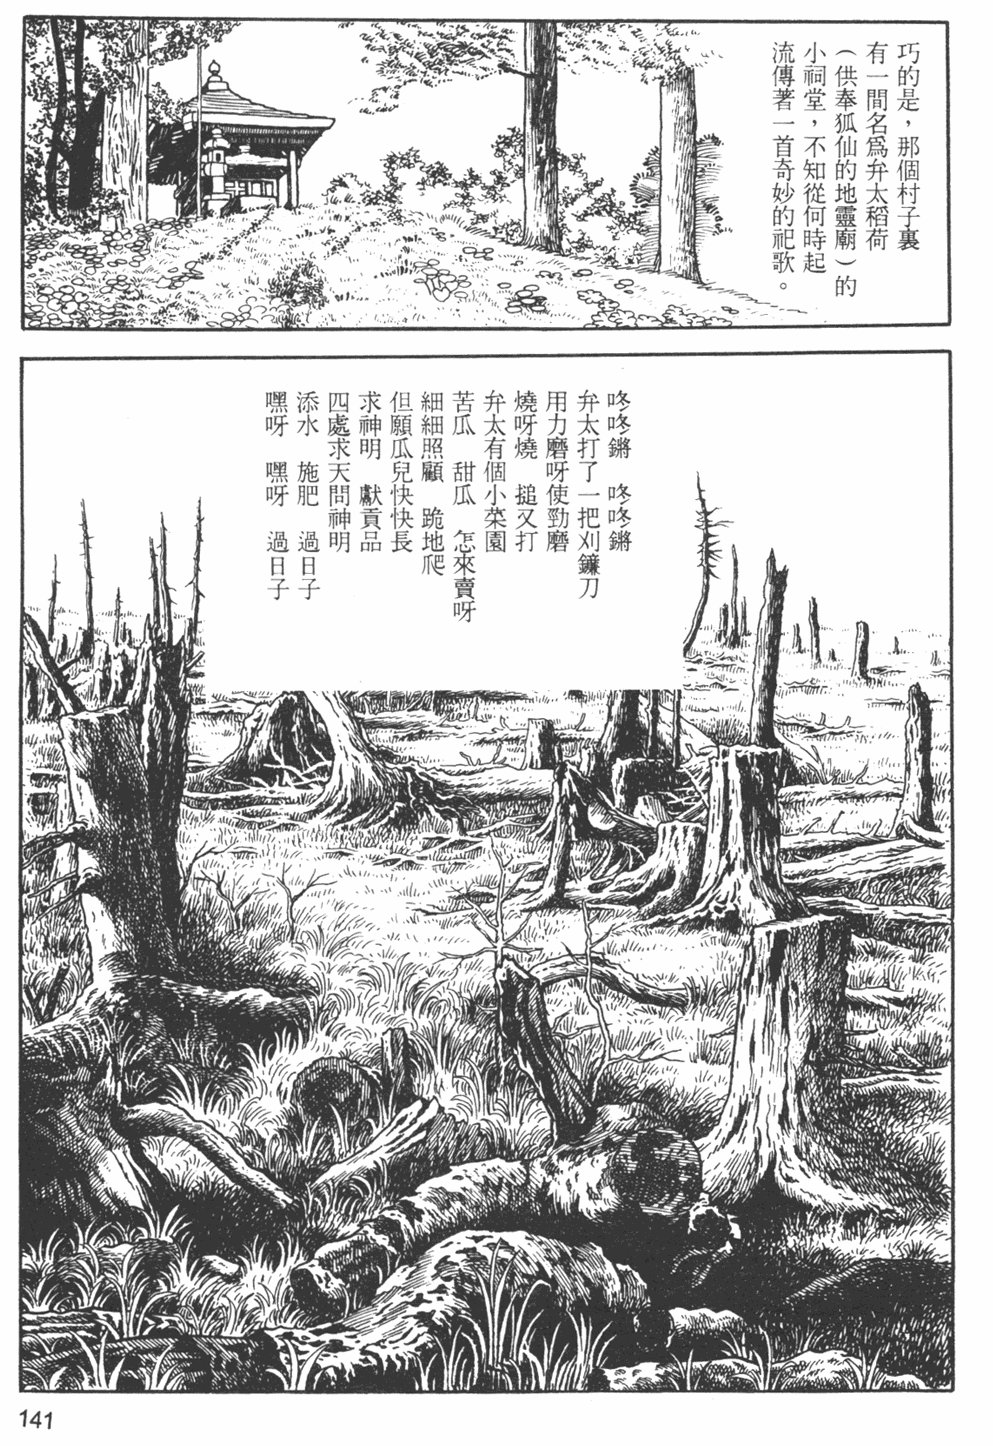 巧的是，那個村子裏
有一間名爲弁太稻荷
（供奉狐仙的地靈廟）的
小祠堂，不知從何時起
流傳著一首奇妙的祀歌。
咚咚鏘　咚咚鏘
弁太打了一把刈鐮刀
用力磨呀使勁磨
燒呀燒　搥又打
弁太有個小菜園
苦瓜　甜瓜　怎來賣呀
細細照顧　跪地爬
但願瓜兒快快長
求神明　獻貢品
四處求天問神明
添水　施肥　過日子
嘿呀　嘿呀　過日子
141